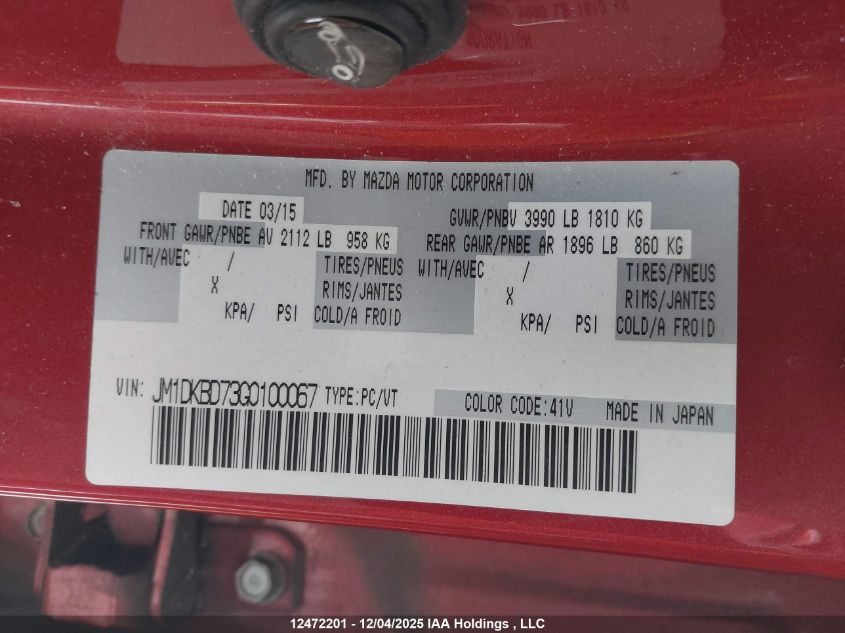 MFD. BY MAZDA MOTOR CORPORATION
DATE 03/15 GVWR/PNBV 3990 LB 1810 KG
FRONT GAWR/PNBE AV 2112 LB 958 KG REAR GAWR/PNBE AR 1896 LB 860 KG
WITH/AVEC / TIRES/PNEUS WITH/AVEC / TIRES/PNEUS
X RIMS/JANTES X RIMS/JANTES
KPA/ PSI COLD/A FROID KPA/ PSI COLD/A FROID
VIN: JM1DKBD73G0100067 TYPE:PC/VT COLOR CODE:41V MADE IN JAPAN
12472201 - 12/04/2025 IAA Holdings , LLC